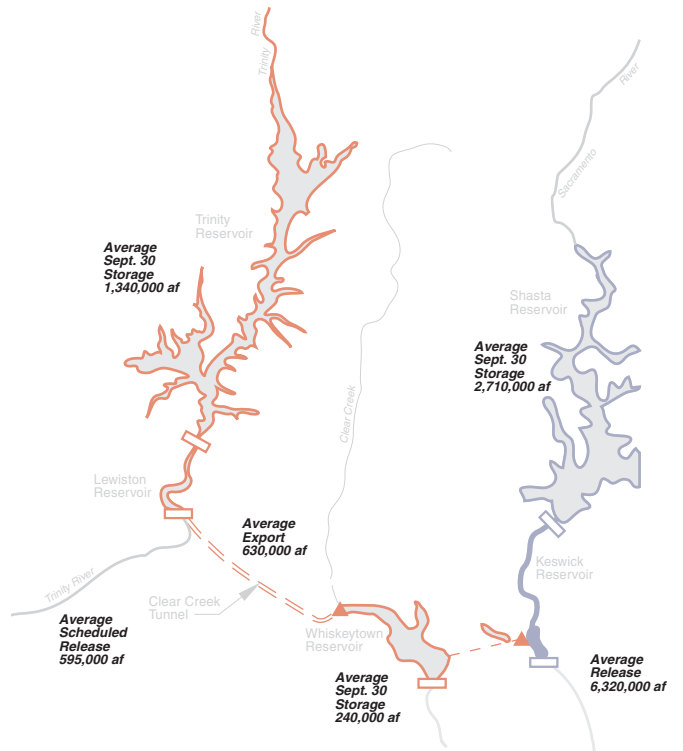 River
Trinity
River
Sacramento
Trinity
Reservoir
Average
Sept. 30
Storage
1,340,000 af
Shasta
Reservoir
Average
Sept. 30
Storage
2,710,000 af
Clear Creek
Lewiston
Reservoir
Average
Export
630,000 af
Keswick
Reservoir
Trinity River
Clear Creek
Tunnel
Average
Scheduled
Release
595,000 af
Whiskeytown
Reservoir
Average
Sept. 30
Storage
240,000 af
Average
Release
6,320,000 af